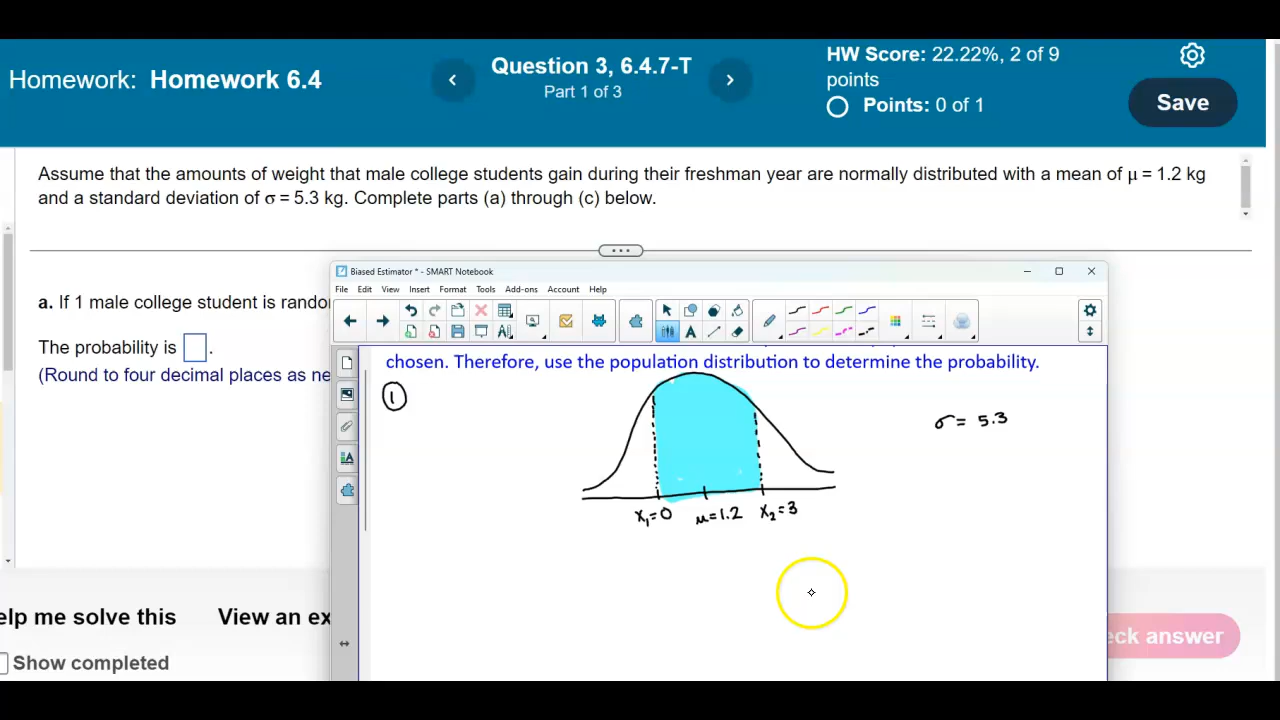 Homework: Homework 6.4
Question 3, 6.4.7-T
Part 1 of 3
HW Score: 22.22%, 2 of 9
points
Points: 0 of 1
Save
Assume that the amounts of weight that male college students gain during their freshman year are normally distributed with a mean of μ = 1.2 kg
and a standard deviation of σ = 5.3 kg. Complete parts (a) through (c) below.
a. If 1 male college student is rando
The probability is .
(Round to four decimal places as ne
Biased Estimator * - SMART Notebook
File Edit View Insert Format Tools Add-ons Account Help
chosen. Therefore, use the population distribution to determine the probability.
1
σ = 5.3
x₁=0 μ=1.2 x₂=3
elp me solve this View an ex
eck answer
Show completed